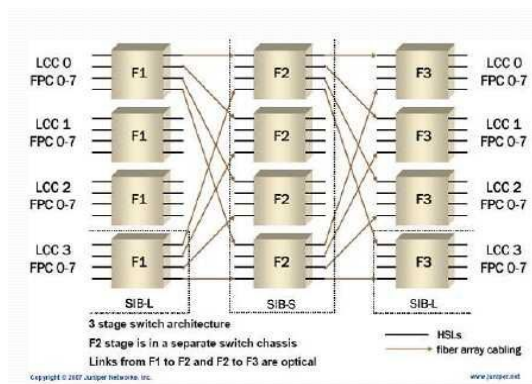 LCC 0
FPC 0-7
F1
F2
F3
LCC 0
FPC 0-7
LCC 1
FPC 0-7
F1
F2
F3
LCC 1
FPC 0-7
LCC 2
FPC 0-7
F1
F2
F3
LCC 2
FPC 0-7
LCC 3
FPC 0-7
F1
F2
F3
LCC 3
FPC 0-7
SIB-L
SIB-S
SIB-L
3 stage switch architecture
F2 stage is in a separate switch chassis
Links from F1 to F2 and F2 to F3 are optical
HSLs
fiber array cabling
Copyright © 2007 Juniper Networks, Inc.
www.juniper.net